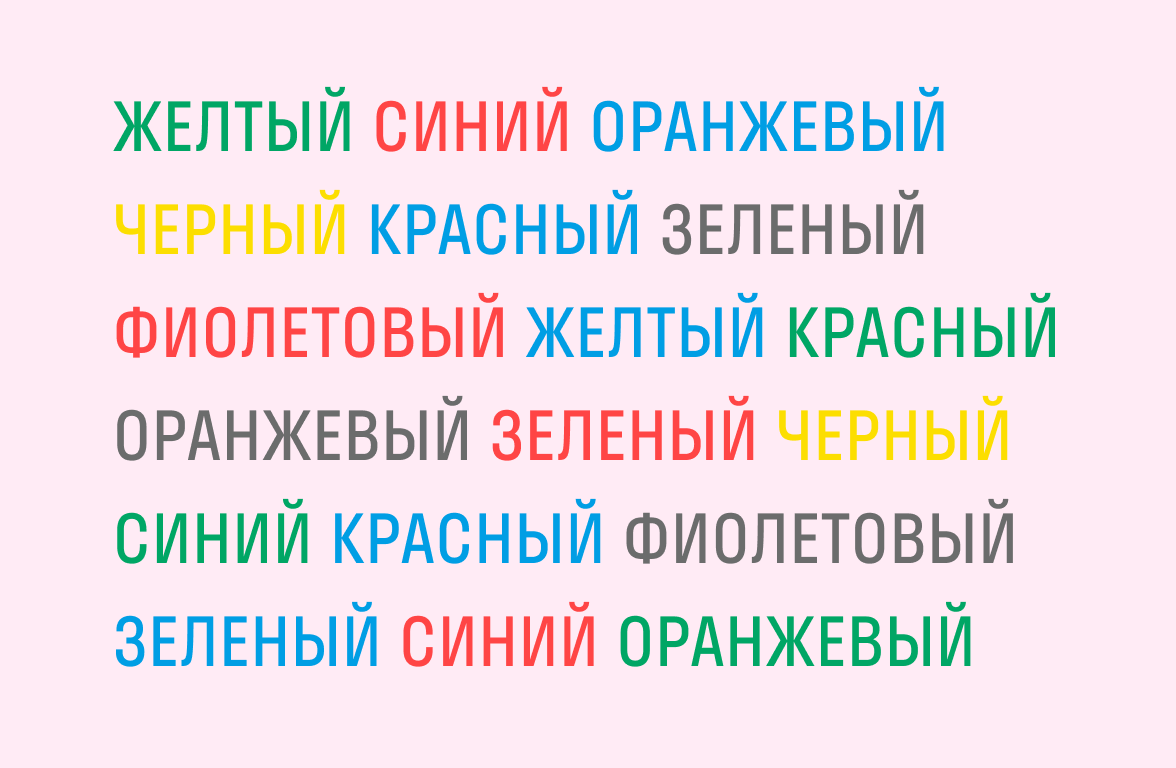 ЖЕЛТЫЙ СИНИЙ ОРАНЖЕВЫЙ
ЧЕРНЫЙ КРАСНЫЙ ЗЕЛЕНЫЙ
ФИОЛЕТОВЫЙ ЖЕЛТЫЙ КРАСНЫЙ
ОРАНЖЕВЫЙ ЗЕЛЕНЫЙ ЧЕРНЫЙ
СИНИЙ КРАСНЫЙ ФИОЛЕТОВЫЙ
ЗЕЛЕНЫЙ СИНИЙ ОРАНЖЕВЫЙ